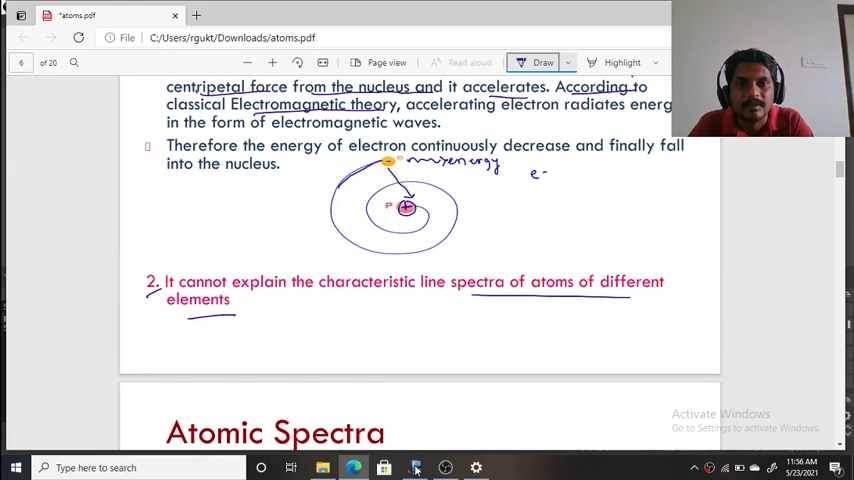 *atoms.pdf
File
C:/Users/rgukt/Downloads/atoms.pdf
6 of 20
Page view
Read aloud
Draw
Highlight
centripetal force from the nucleus and it accelerates. According to
classical Electromagnetic theory, accelerating electron radiates energ
in the form of electromagnetic waves.
Therefore the energy of electron continuously decrease and finally fall
into the nucleus.
energy
e-
P
2. It cannot explain the characteristic line spectra of atoms of different
elements
Activate Windows
Go to Settings to activate Windows.
Atomic Spectra
Type here to search
11:56 AM
5/23/2021